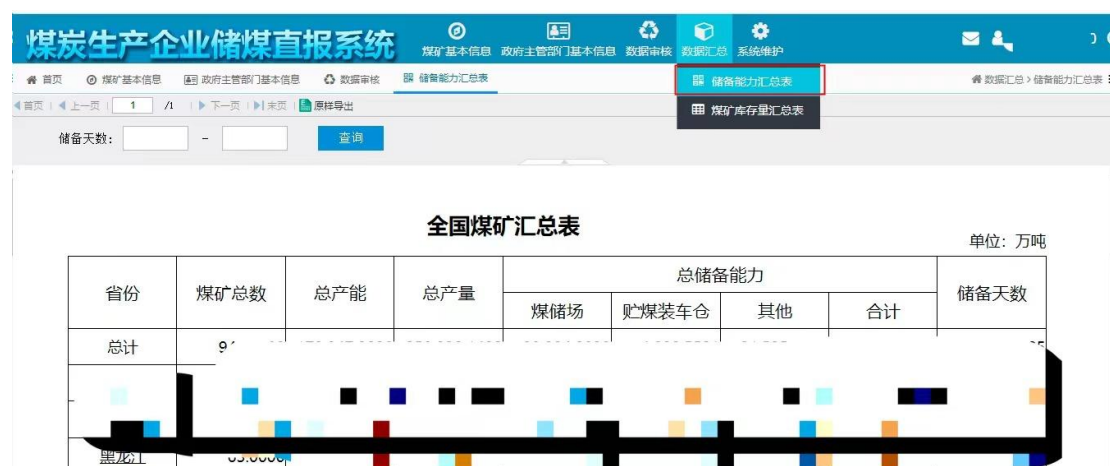 煤炭生产企业储煤直报系统
煤矿基本信息 政府主管部门基本信息 数据审核 数据汇总 系统维护
首页 煤矿基本信息 政府主管部门基本信息 数据审核 储备能力汇总表
储备能力汇总表
数据汇总 > 储备能力汇总表
首页 上一页 1 /1 下一页 末页 原样导出
煤矿库存量汇总表
储备天数: - 查询
全国煤矿汇总表
单位: 万吨
省份 煤矿总数 总产能 总产量 总储备能力 储备天数
煤储场 贮煤装车仓 其他 合计
总计
黑龙江